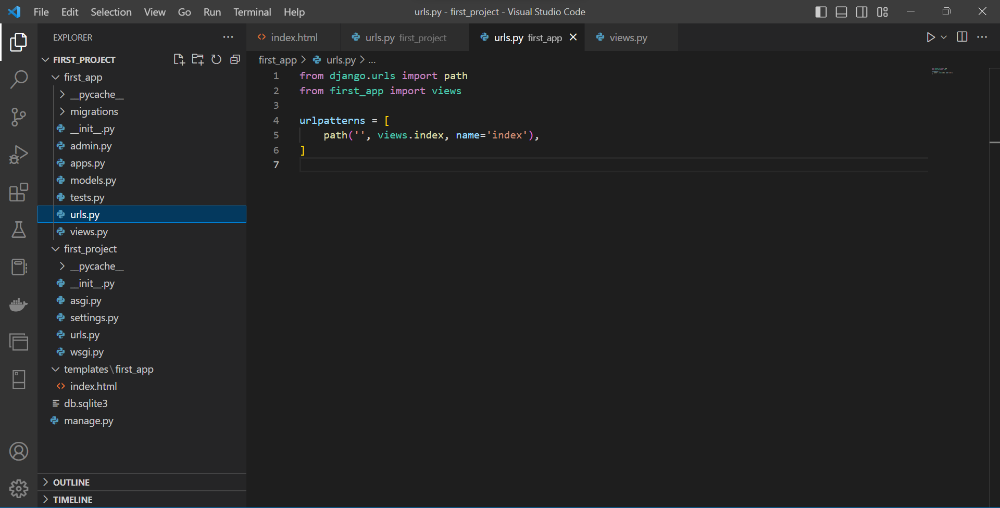 File Edit Selection View Go Run Terminal Help
urls.py - first_project - Visual Studio Code
EXPLORER
FIRST_PROJECT
first_app
__pycache__
migrations
__init__.py
admin.py
apps.py
models.py
tests.py
urls.py
views.py
first_project
__pycache__
__init__.py
asgi.py
settings.py
urls.py
wsgi.py
templates\first_app
index.html
db.sqlite3
manage.py
OUTLINE
TIMELINE
index.html
urls.py first_project
urls.py first_app
views.py
first_app > urls.py > ...
1 from django.urls import path
2 from first_app import views
3
4 urlpatterns = [
5 path('', views.index, name='index'),
6 ]
7